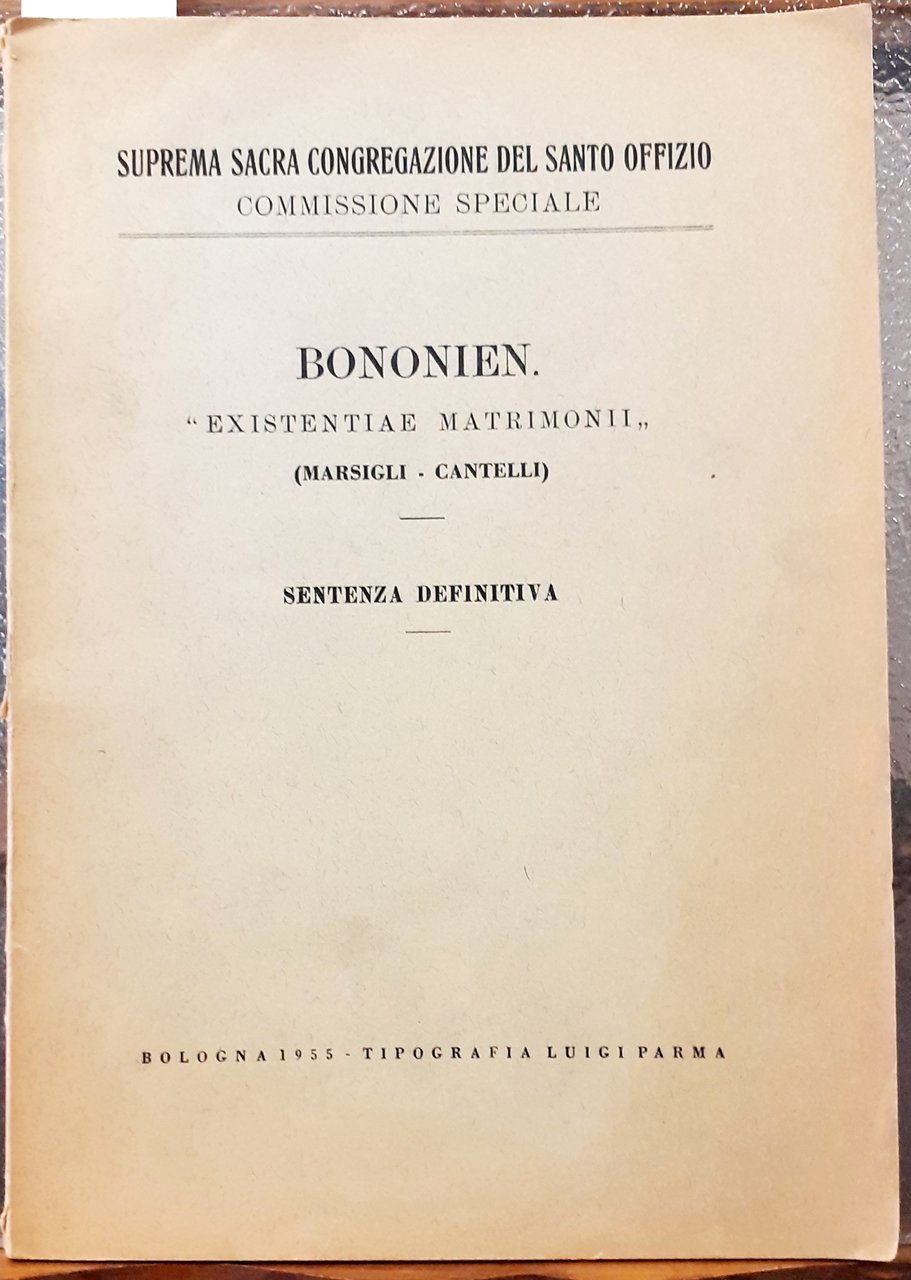 SUPREMA SACRA CONGREGAZIONE DEL SANTO OFFIZIO
COMMISSIONE SPECIALE
BONONIEN.
“EXISTENTIAE MATRIMONII„
(MARSIGLI - CANTELLI)
SENTENZA DEFINITIVA
BOLOGNA 1955 - TIPOGRAFIA LUIGI PARMA